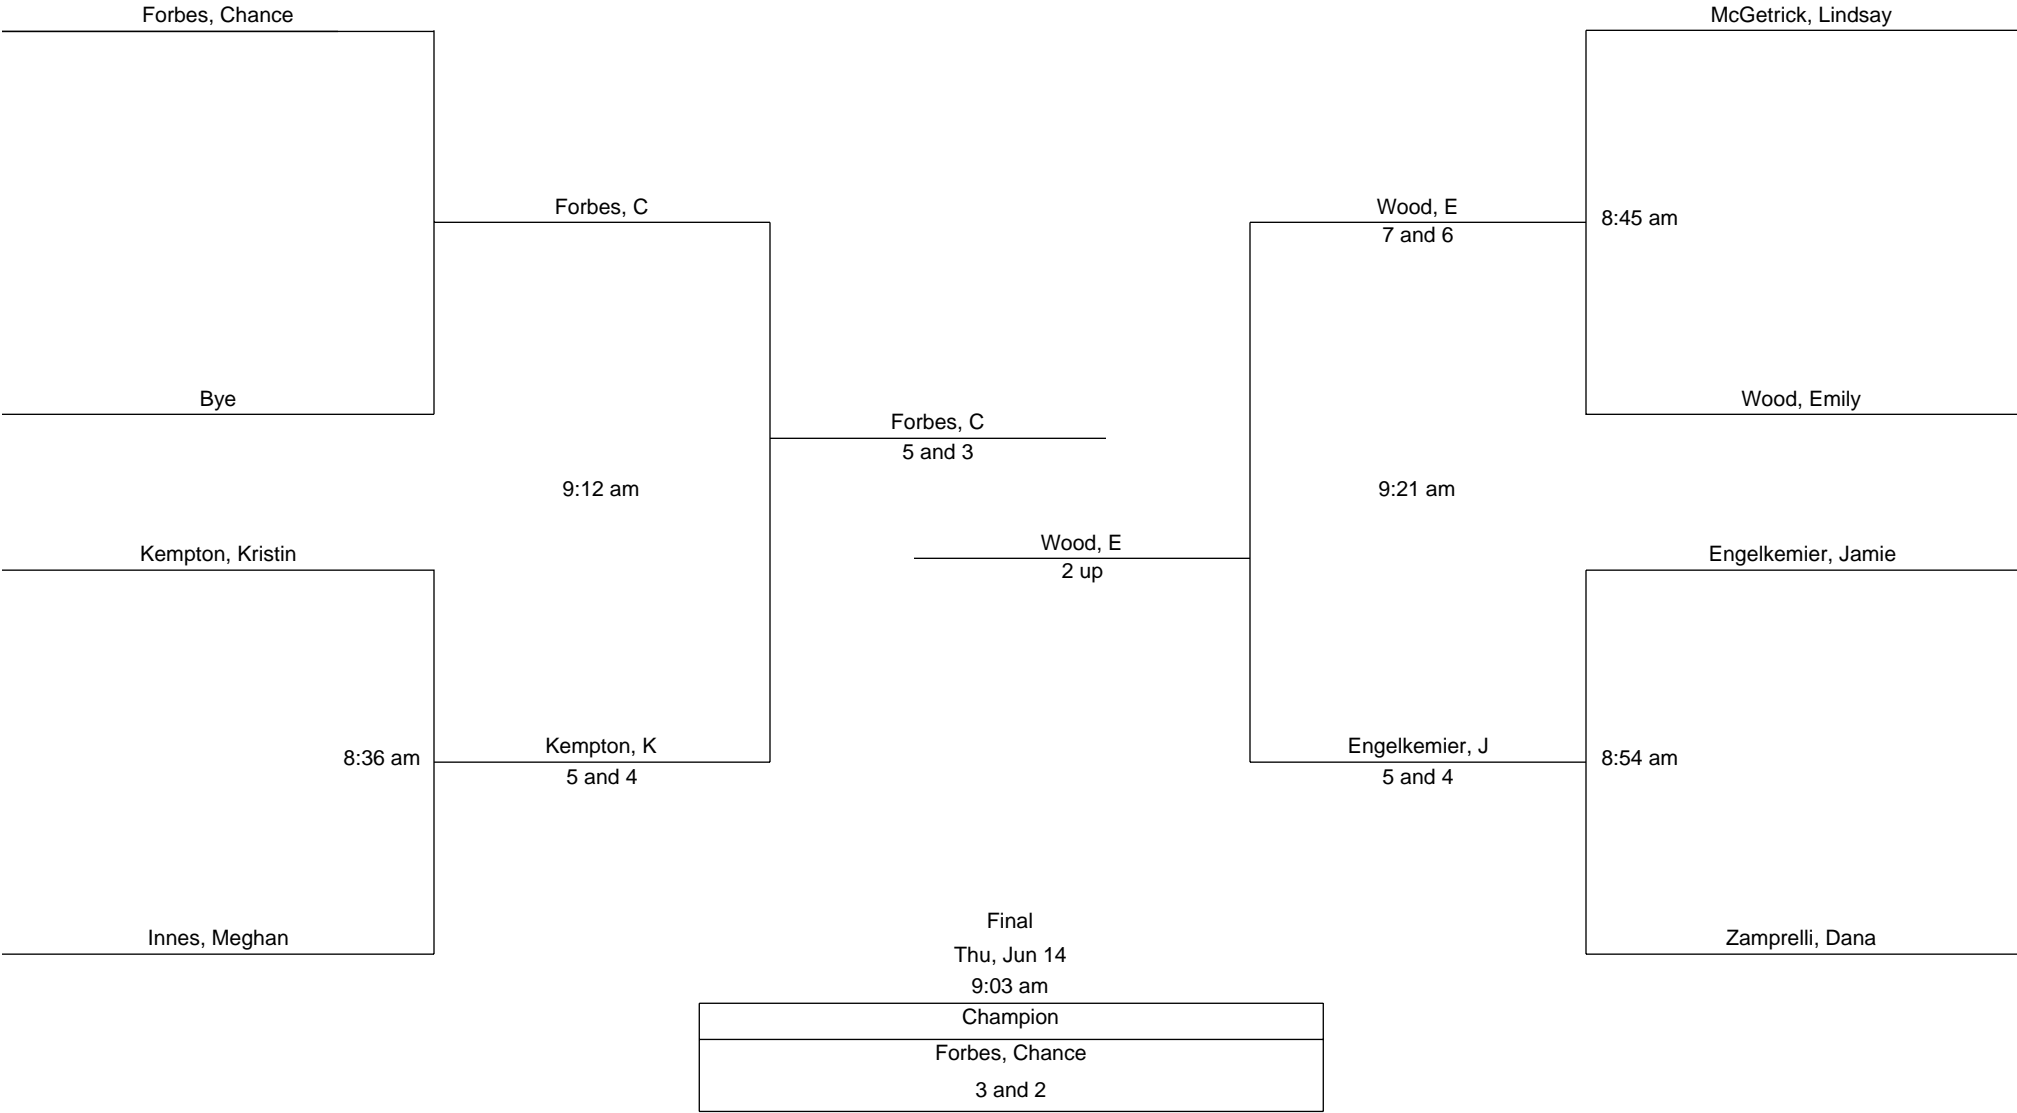 Forbes, Chance
McGetrick, Lindsay
Forbes, C
Wood, E
7 and 6
8:45 am
Bye
Wood, Emily
Forbes, C
5 and 3
9:12 am
9:21 am
Wood, E
2 up
Kempton, Kristin
Engelkemier, Jamie
8:36 am
Kempton, K
5 and 4
Engelkemier, J
5 and 4
8:54 am
Innes, Meghan
Zamprelli, Dana
Final
Thu, Jun 14
9:03 am
Champion
Forbes, Chance
3 and 2